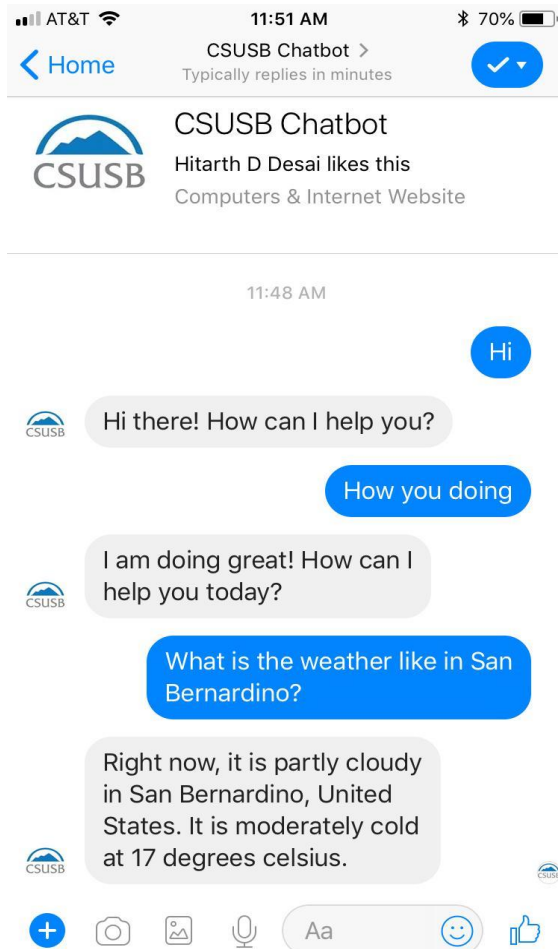 AT&T 11:51 AM 70%
Home CSUSB Chatbot
Typically replies in minutes
CSUSB
CSUSB Chatbot
Hitarth D Desai likes this
Computers & Internet Website
11:48 AM
Hi
CSUSB
Hi there! How can I help you?
How you doing
I am doing great! How can I
help you today?
CSUSB
What is the weather like in San
Bernardino?
Right now, it is partly cloudy
in San Bernardino, United
States. It is moderately cold
at 17 degrees celsius.
CSUSB
CSUSB
Aa